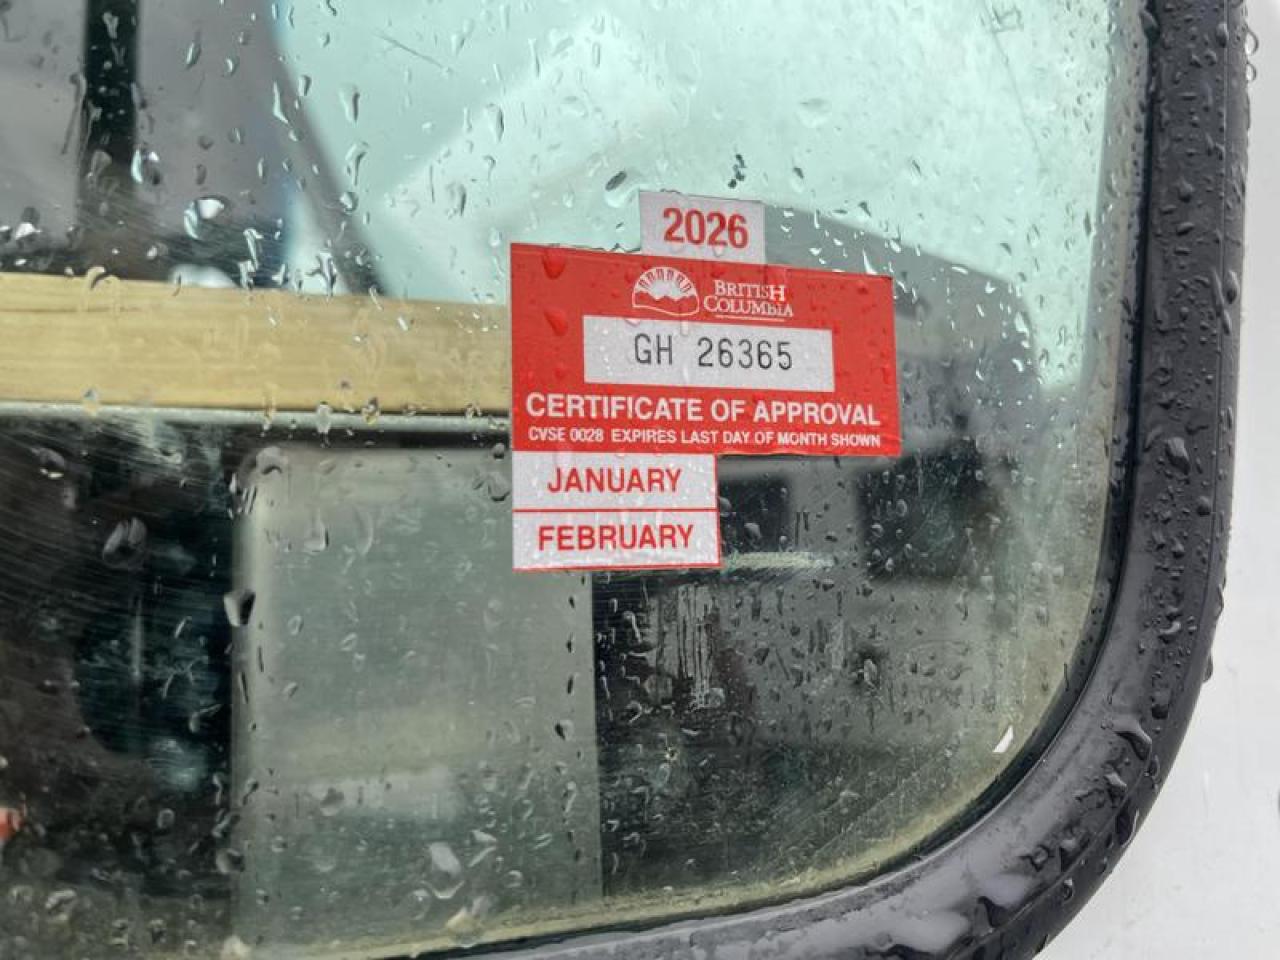 2026
BRITISH
COLUMBIA
GH 26365
CERTIFICATE OF APPROVAL
CVSE 0028 EXPIRES LAST DAY OF MONTH SHOWN
JANUARY
FEBRUARY